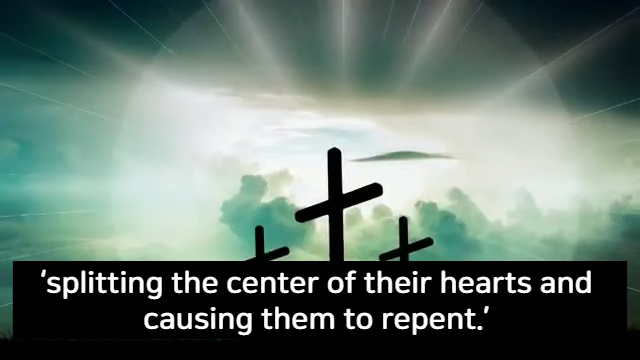 ‘splitting the center of their hearts and
causing them to repent.’